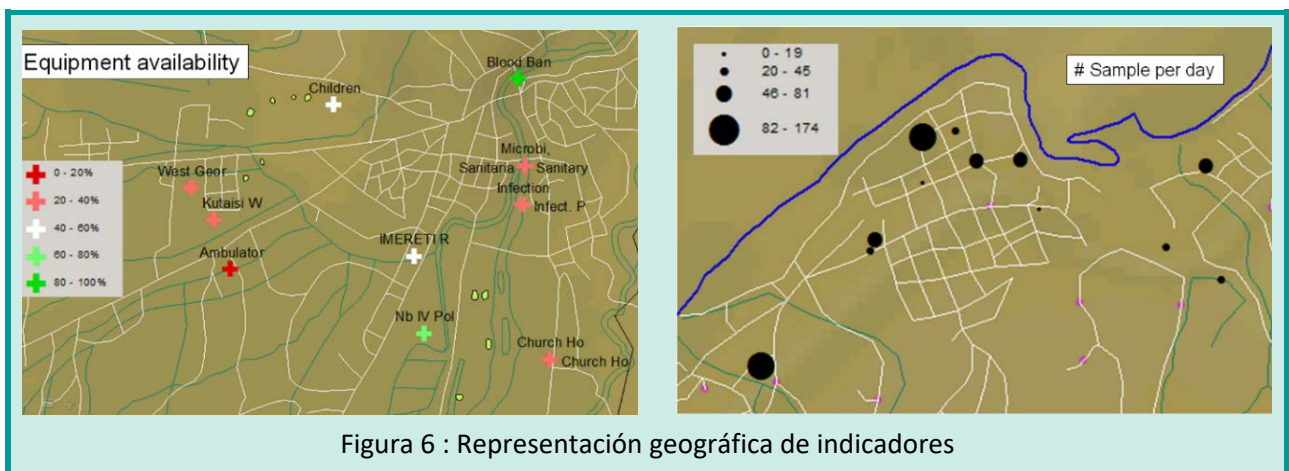 Equipment availability
Blood Ban
Children
Microbi,
Sanitaria Sanitary
West Geor
Infection
Infect. P
Kutaisi W
IMERETI R
Ambulator
Nb IV Pol
Church Ho
Church Ho
0 - 20%
20 - 40%
40 - 60%
60 - 80%
80 - 100%
0 - 19
20 - 45
46 - 81
82 - 174
# Sample per day
Figura 6 : Representación geográfica de indicadores